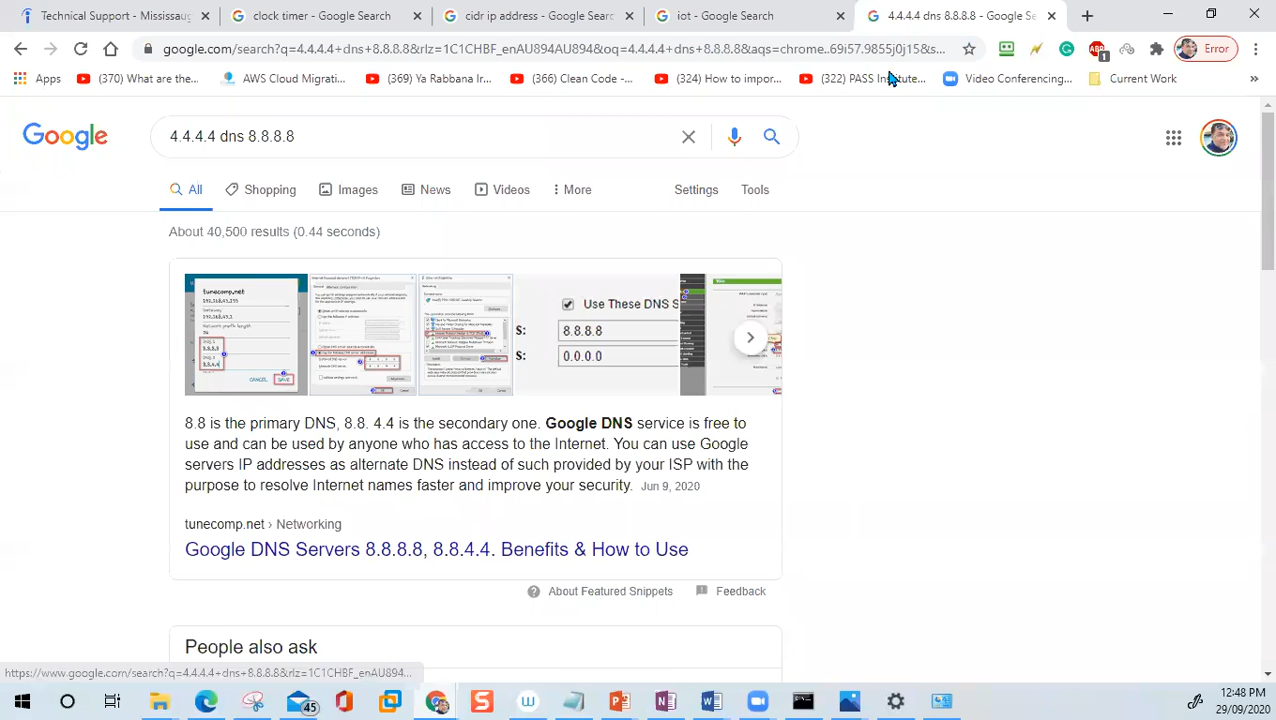 Technical Support - Mississaug
clock timer - Google Search
cidr ip address - Google Searc
iot - Google Search
4.4.4.4 dns 8.8.8.8 - Google Se
google.com/search?q=4.4.4.4+dns+8.8.8.8&rlz=1C1CHBF_enAU894AU894&oq=4.4.4.4+dns+8.8.8.8&aqs=chrome..69i57.9855j0j15&s...
ABP
1
Error
Apps
(370) What are the...
AWS Cloud Migrati...
(369) Ya Rabbana Ir...
(366) Clean Code -...
(324) How to impor...
(322) PASS Institute...
Video Conferencing...
Current Work
»
Google
4.4.4.4 dns 8.8.8.8
All
Shopping
Images
News
Videos
More
Settings
Tools
About 40,500 results (0.44 seconds)
tunecomp.net
Use These DNS S
S: 8.8.8.8
S: 0.0.0.0
8.8 is the primary DNS, 8.8. 4.4 is the secondary one. Google DNS service is free to
use and can be used by anyone who has access to the Internet. You can use Google
servers IP addresses as alternate DNS instead of such provided by your ISP with the
purpose to resolve Internet names faster and improve your security. Jun 9, 2020
tunecomp.net › Networking
Google DNS Servers 8.8.8.8, 8.8.4.4. Benefits & How to Use
About Featured Snippets
Feedback
People also ask
https://www.google.com/search?q=4.4.4.4+dns+8.8.8.8&rlz=1C1CHBF_enAU894...
45
12:48 PM
29/09/2020